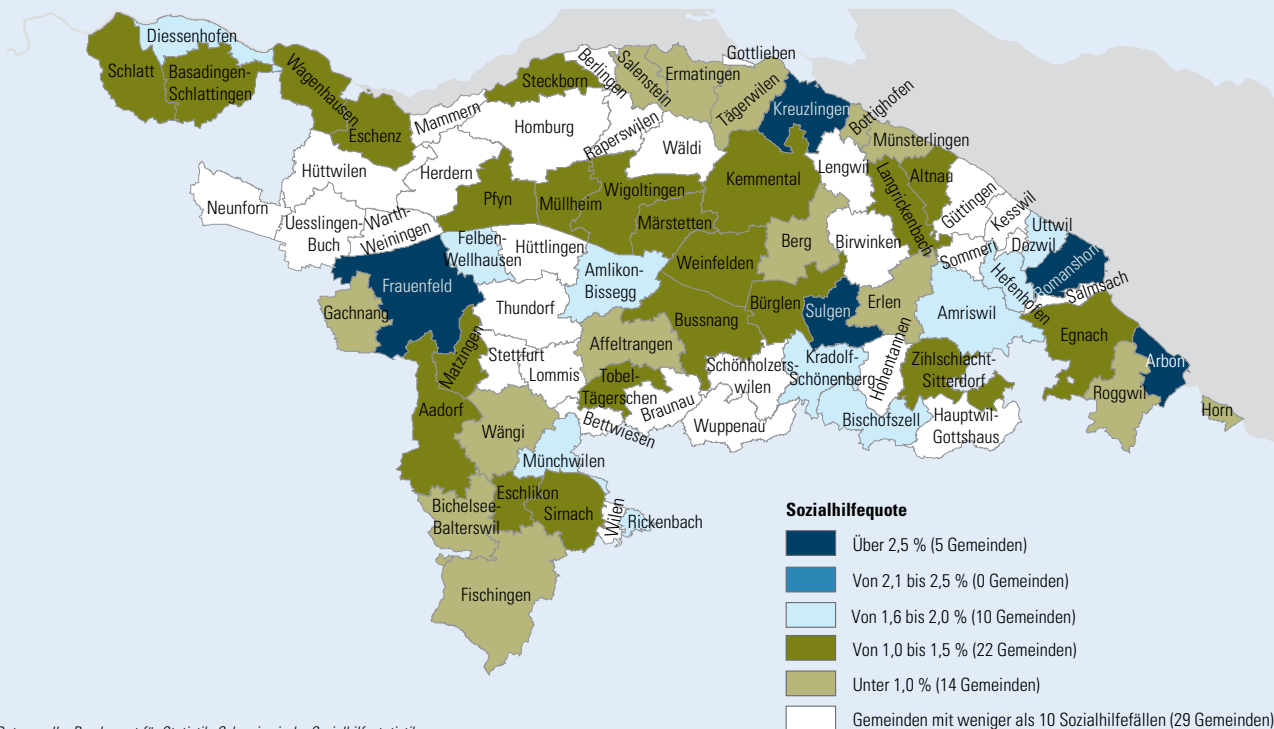 Diessenhofen
Schlatt
Basadingen-
Schlattingen
Wagenhausen
Eschenz
Mammern
Steckborn
Berlingen
Salenstein
Ermatingen
Gottlieben
Tägerwilen
Kreuzlingen
Bottighofen
Münsterlingen
Homburg
Raperswilen
Wäldi
Hüttwilen
Herdern
Lengwil
Langrickenbach
Altnau
Güttingen
Kesswil
Uttwil
Dozwil
Romanshorn
Neunforn
Uesslingen-
Buch
Warth-
Weiningen
Pfyn
Müllheim
Wigoltingen
Märstetten
Kemmental
Berg
Birwinken
Sommeri
Hefenhofen
Salmsach
Felben-
Wellhausen
Hüttlingen
Amlikon-
Bissegg
Weinfelden
Bürglen
Sulgen
Erlen
Amriswil
Egnach
Arbon
Frauenfeld
Gachnang
Thundorf
Bussnang
Affeltrangen
Matzingen
Stettfurt
Lommis
Tobel-
Tägerschen
Schönholzers-
wilen
Kradolf-
Schönenberg
Hohentannen
Zihlschlacht-
Sitterdorf
Roggwil
Horn
Aadorf
Wängi
Bettwiesen
Braunau
Wuppenau
Bischofszell
Hauptwil-
Gottshaus
Münchwilen
Eschlikon
Sirnach
Wilen
Rickenbach
Bichelsee-
Balterswil
Fischingen
Sozialhilfequote
Über 2,5 % (5 Gemeinden)
Von 2,1 bis 2,5 % (0 Gemeinden)
Von 1,6 bis 2,0 % (10 Gemeinden)
Von 1,0 bis 1,5 % (22 Gemeinden)
Unter 1,0 % (14 Gemeinden)
Gemeinden mit weniger als 10 Sozialhilfefällen (29 Gemeinden)